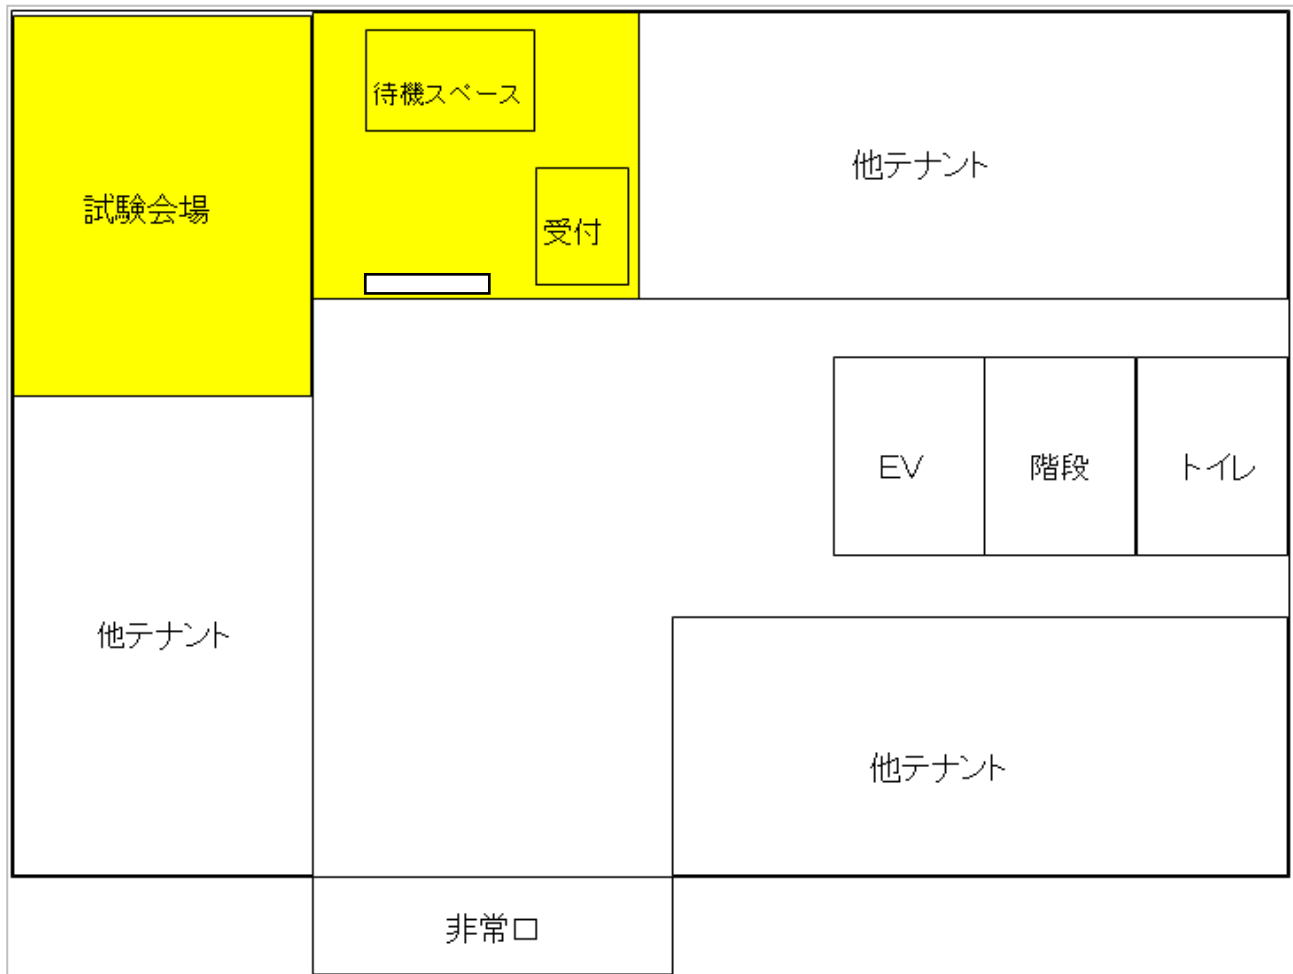 待機スペース
他テナント
試験会場
受付
EV
階段
トイレ
他テナント
他テナント
非常口